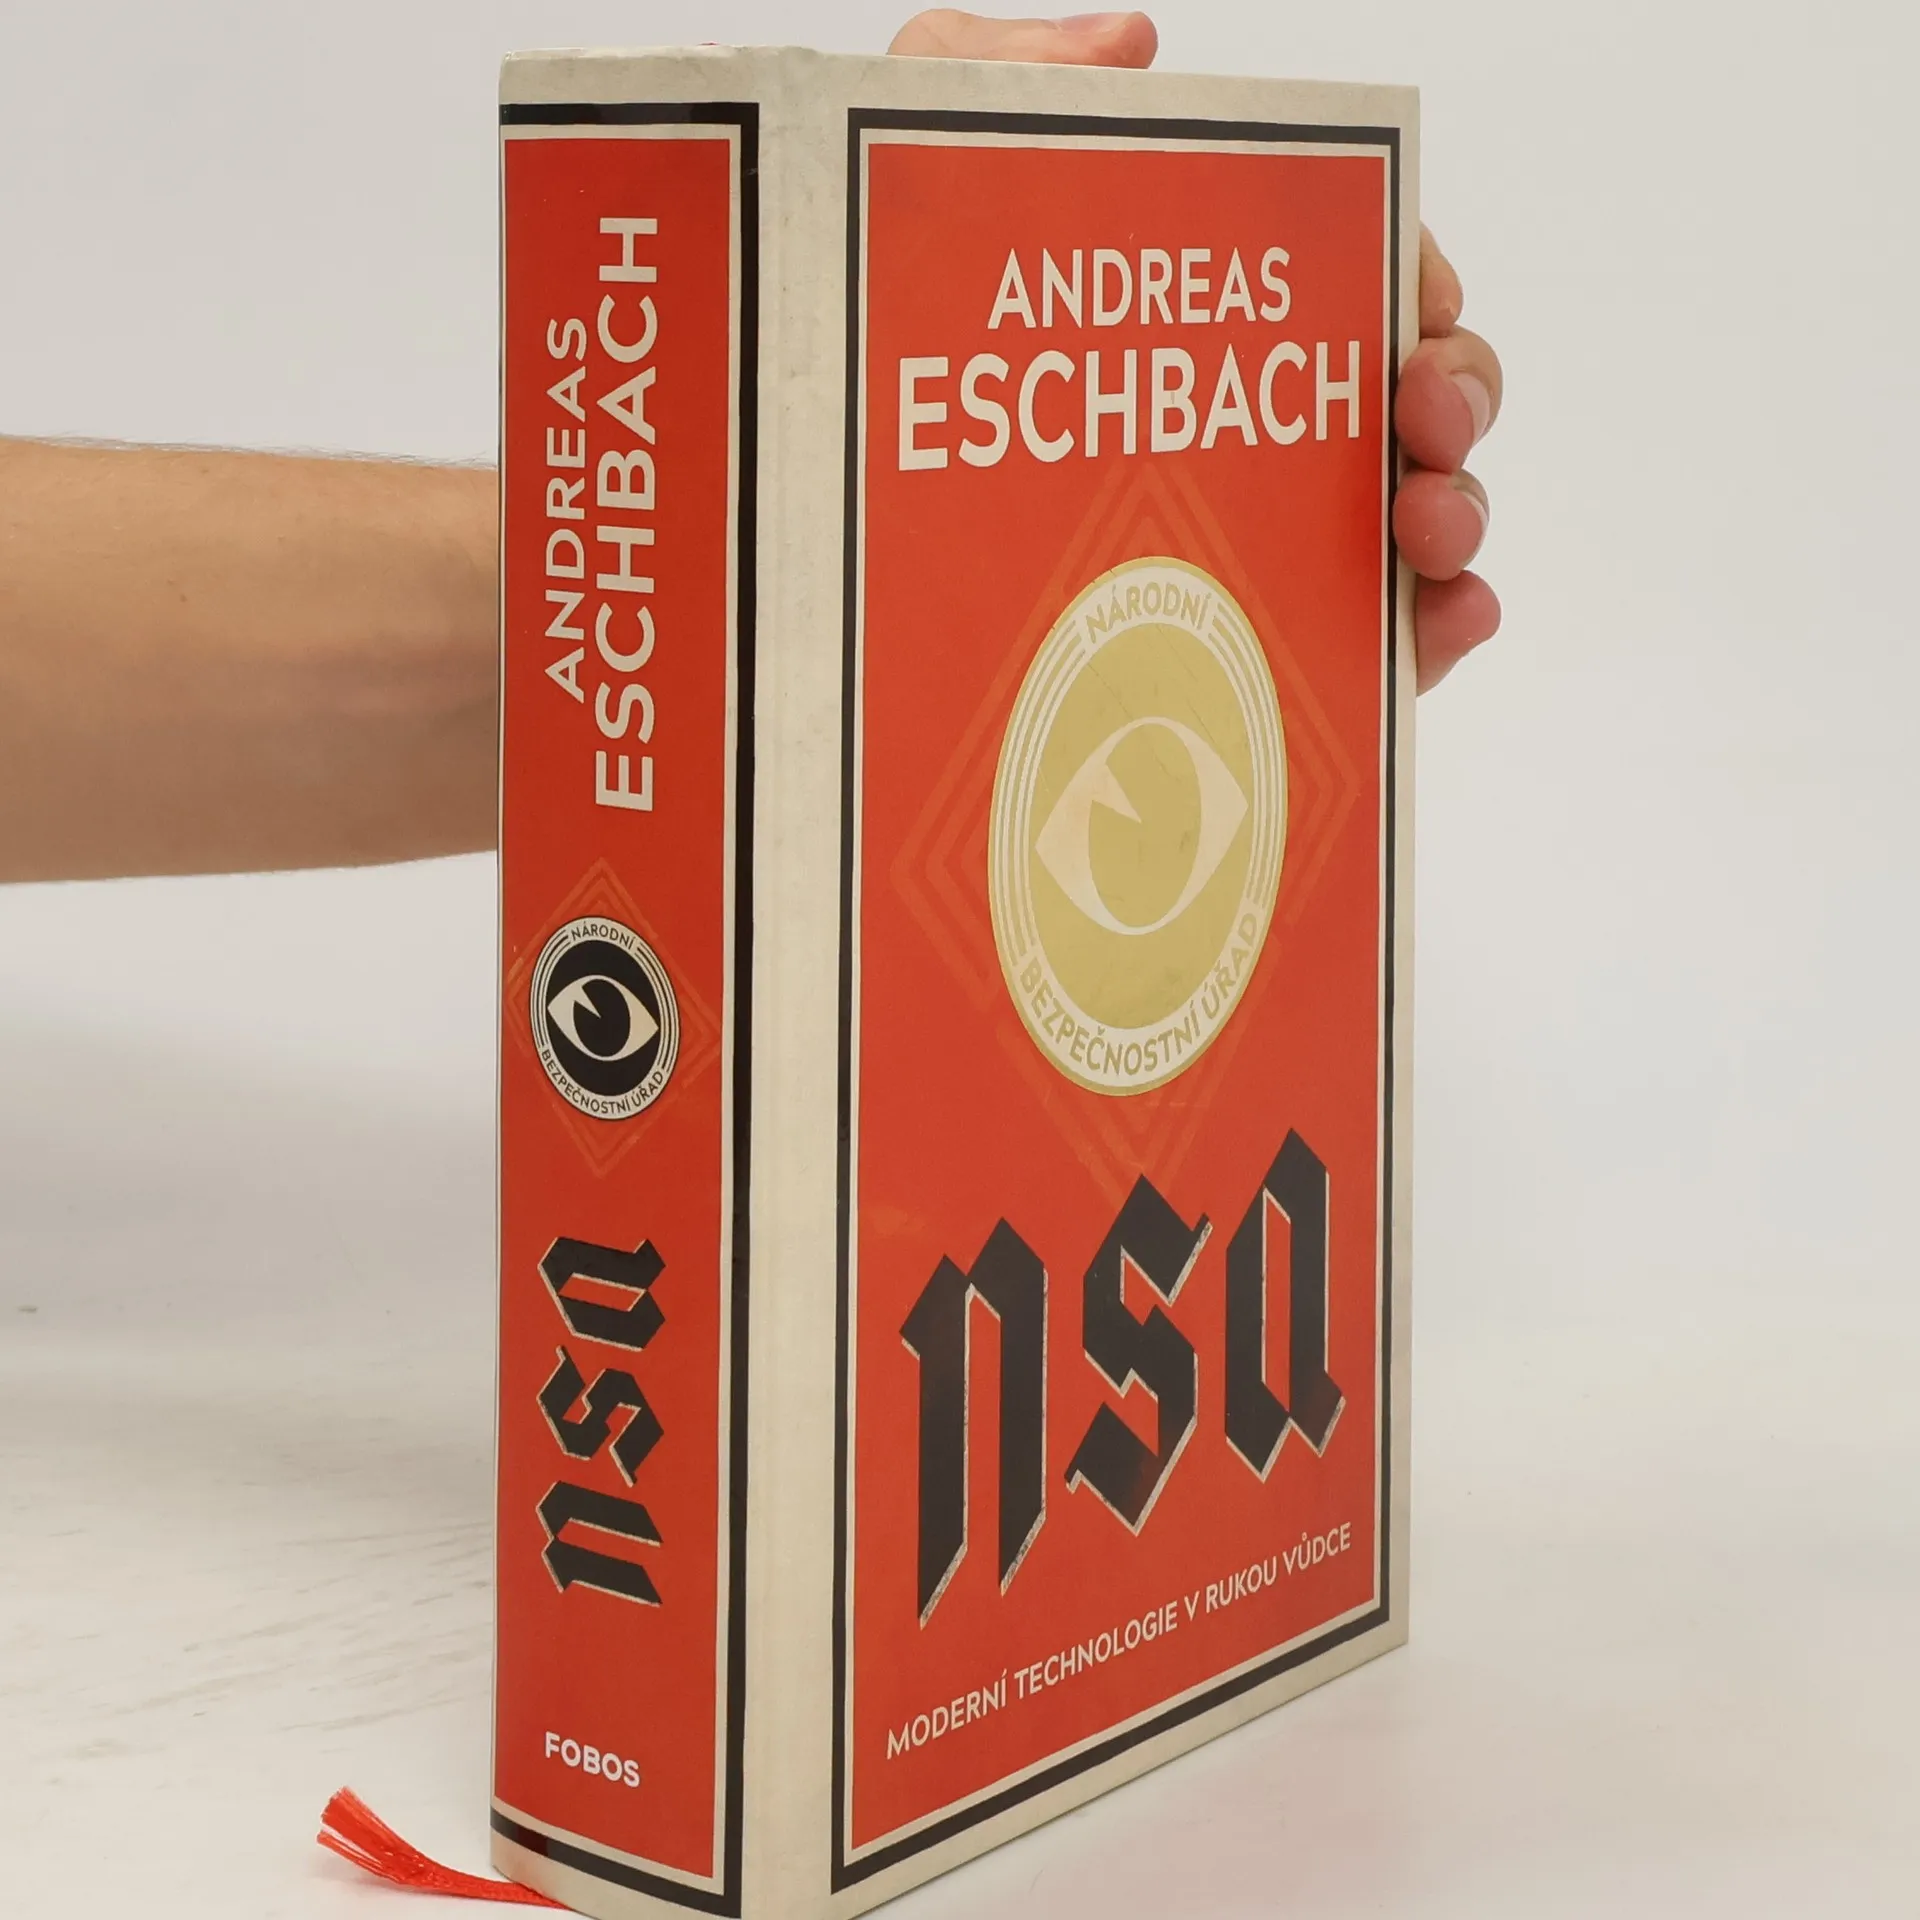 ANDREAS
ESCHBACH
NÁRODNÍ
BEZPEČNOSTNÍ ÚŘAD
nsa
FOBOS
ANDREAS
ESCHBACH
NÁRODNÍ
BEZPEČNOSTNÍ ÚŘAD
nsa
MODERNÍ TECHNOLOGIE V RUKOU VŮDCE